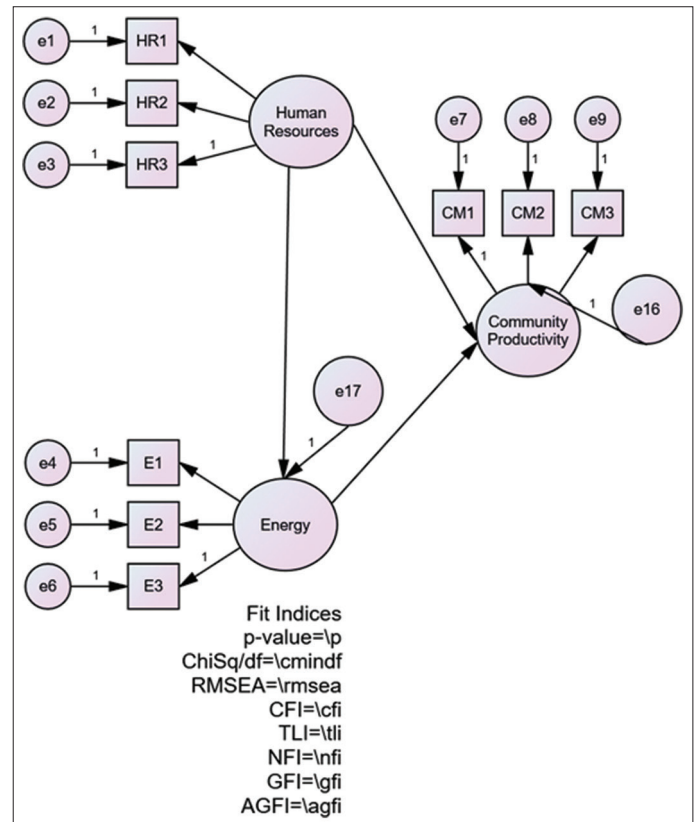 e1
1
HR1
e2
1
HR2
e3
1
HR3
1
Human
Resources
e7
e8
e9
1
1
1
CM1
CM2
CM3
1
Community
Productivity
1
e16
e17
1
e4
1
E1
e5
1
E2
e6
1
E3
1
Energy
Fit Indices
p-value=\p
ChiSq/df=\cmindf
RMSEA=\rmsea
CFI=\cfi
TLI=\tli
NFI=\nfi
GFI=\gfi
AGFI=\agfi